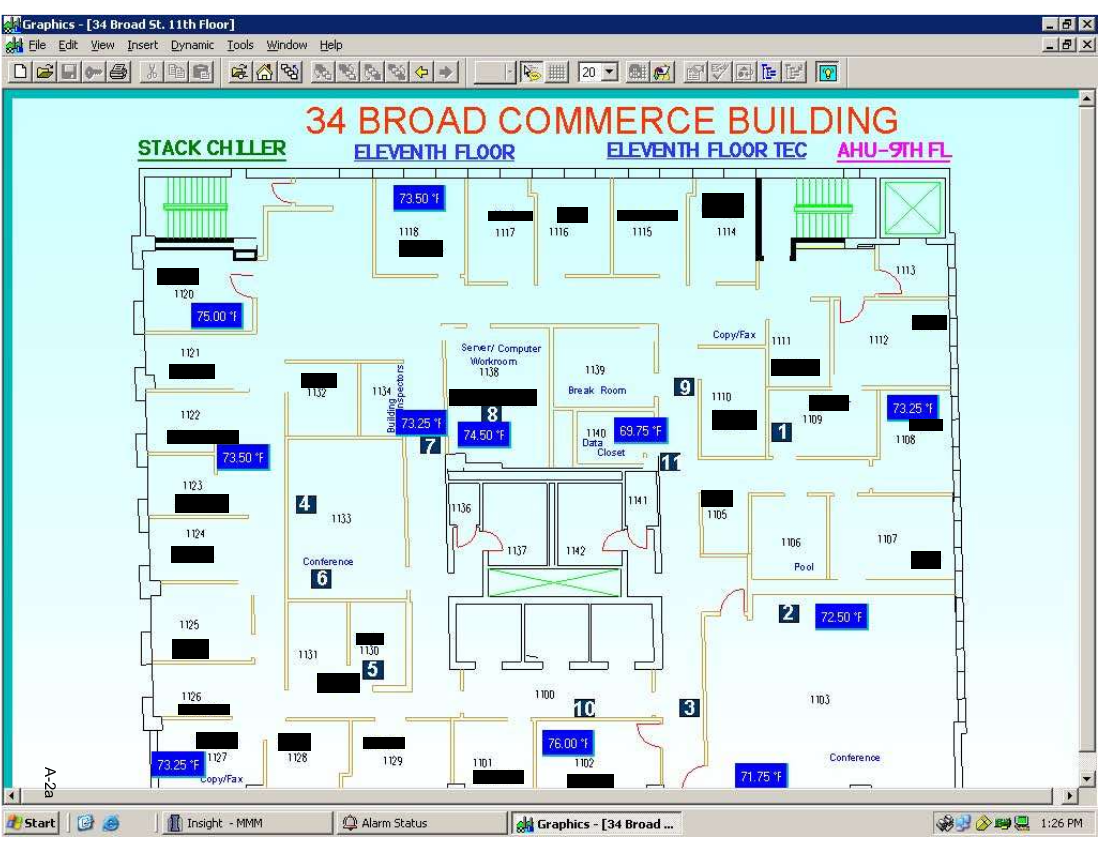 Graphics - [34 Broad St. 11th Floor]
File Edit View Insert Dynamic Tools Window Help
20
34 BROAD COMMERCE BUILDING
STACK CHILLER
ELEVENTH FLOOR
ELEVENTH FLOOR TEC
AHU-9TH FL
73.50 °F
1118
1117
1116
1115
1114
1113
1120
75.00 °F
1121
1122
73.50 °F
1123
1124
1125
1126
73.25 °F
1127
Copy/Fax
1128
1129
1132
1134
Building Inspectors
73.25 °F
7
Server/ Computer
Workroom
1138
8
74.50 °F
1139
Break Room
1140
Data
Closet
69.75 °F
11
9
Copy/Fax
1111
1112
1110
1109
1
73.25 °F
1108
4
1133
Conference
6
1136
1137
1142
1141
1105
1106
Pool
1107
2
72.50 °F
1131
1130
5
1100
10
3
1103
Conference
76.00 °F
1101
1102
71.75 °F
A-2a
Start
Insight - MMM
Alarm Status
Graphics - [34 Broad ...
1:26 PM